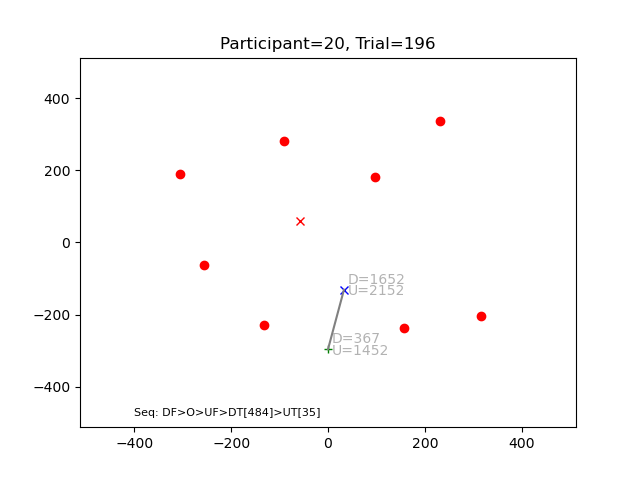 Participant=20, Trial=196
400
200
0
−200
−400
D=1652
U=2152
D=367
U=1452
Seq: DF>O>UF>DT[484]>UT[35]
−400
−200
0
200
400